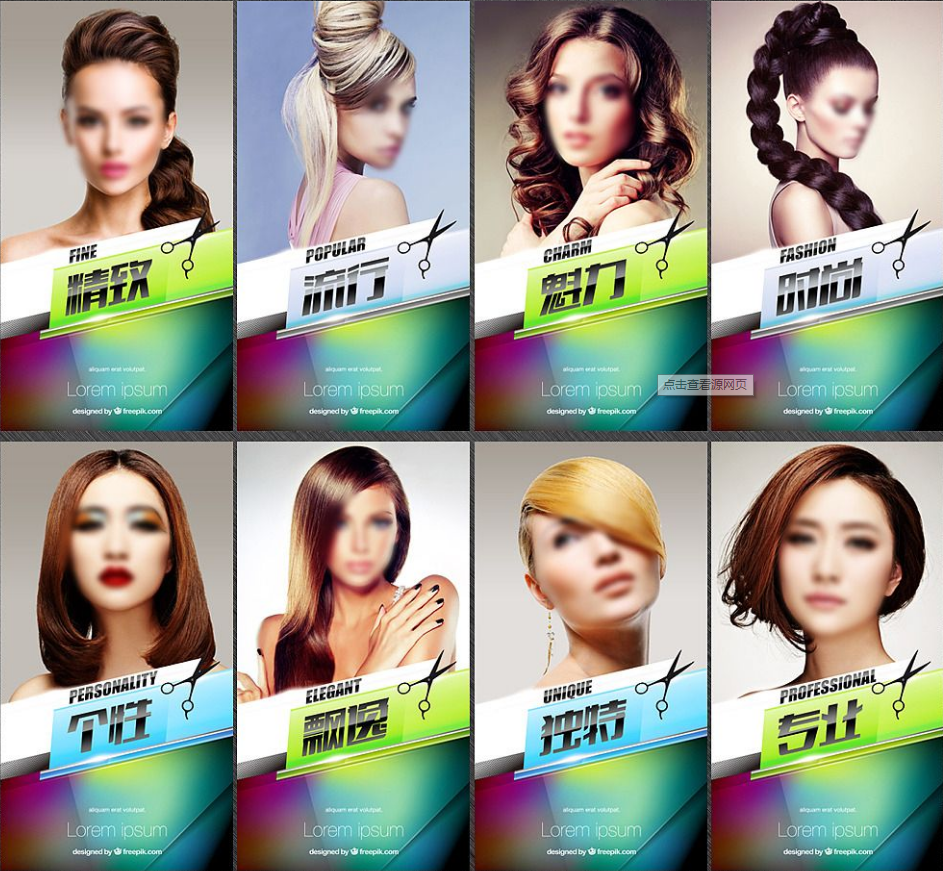 FINE
精致
aliquam erat volutpat.
Lorem ipsum
designed by freepik.com
POPULAR
流行
aliquam erat volutpat.
Lorem ipsum
designed by freepik.com
CHARM
魅力
aliquam erat volutpat.
Lorem ipsum
designed by freepik.com
点击查看源网页
FASHION
时尚
aliquam erat volutpat.
Lorem ipsum
designed by freepik.com
PERSONALITY
个性
aliquam erat volutpat.
Lorem ipsum
designed by freepik.com
ELEGANT
飘逸
aliquam erat volutpat.
Lorem ipsum
designed by freepik.com
UNIQUE
独特
aliquam erat volutpat.
Lorem ipsum
designed by freepik.com
PROFESSIONAL
专业
aliquam erat volutpat.
Lorem ipsum
designed by freepik.com